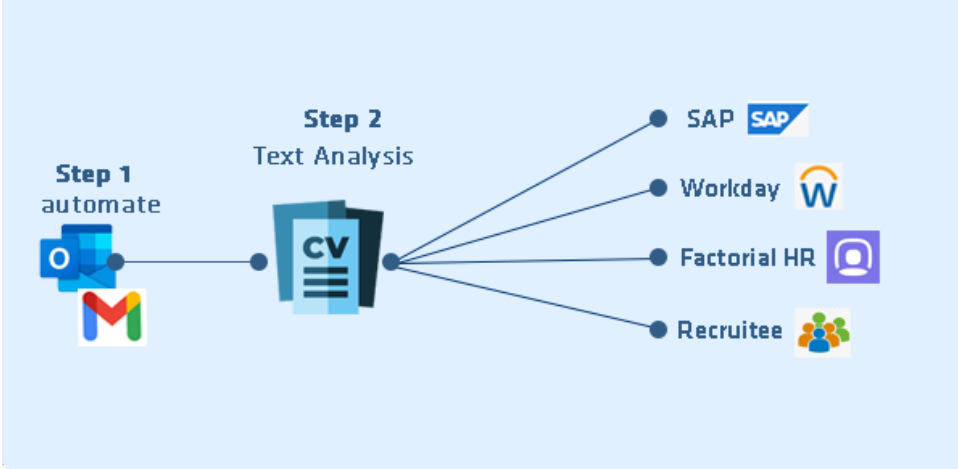 Step 1
automate
Step 2
Text Analysis
O
CV
SAP SAP
Workday
Factorial HR
Recruitee